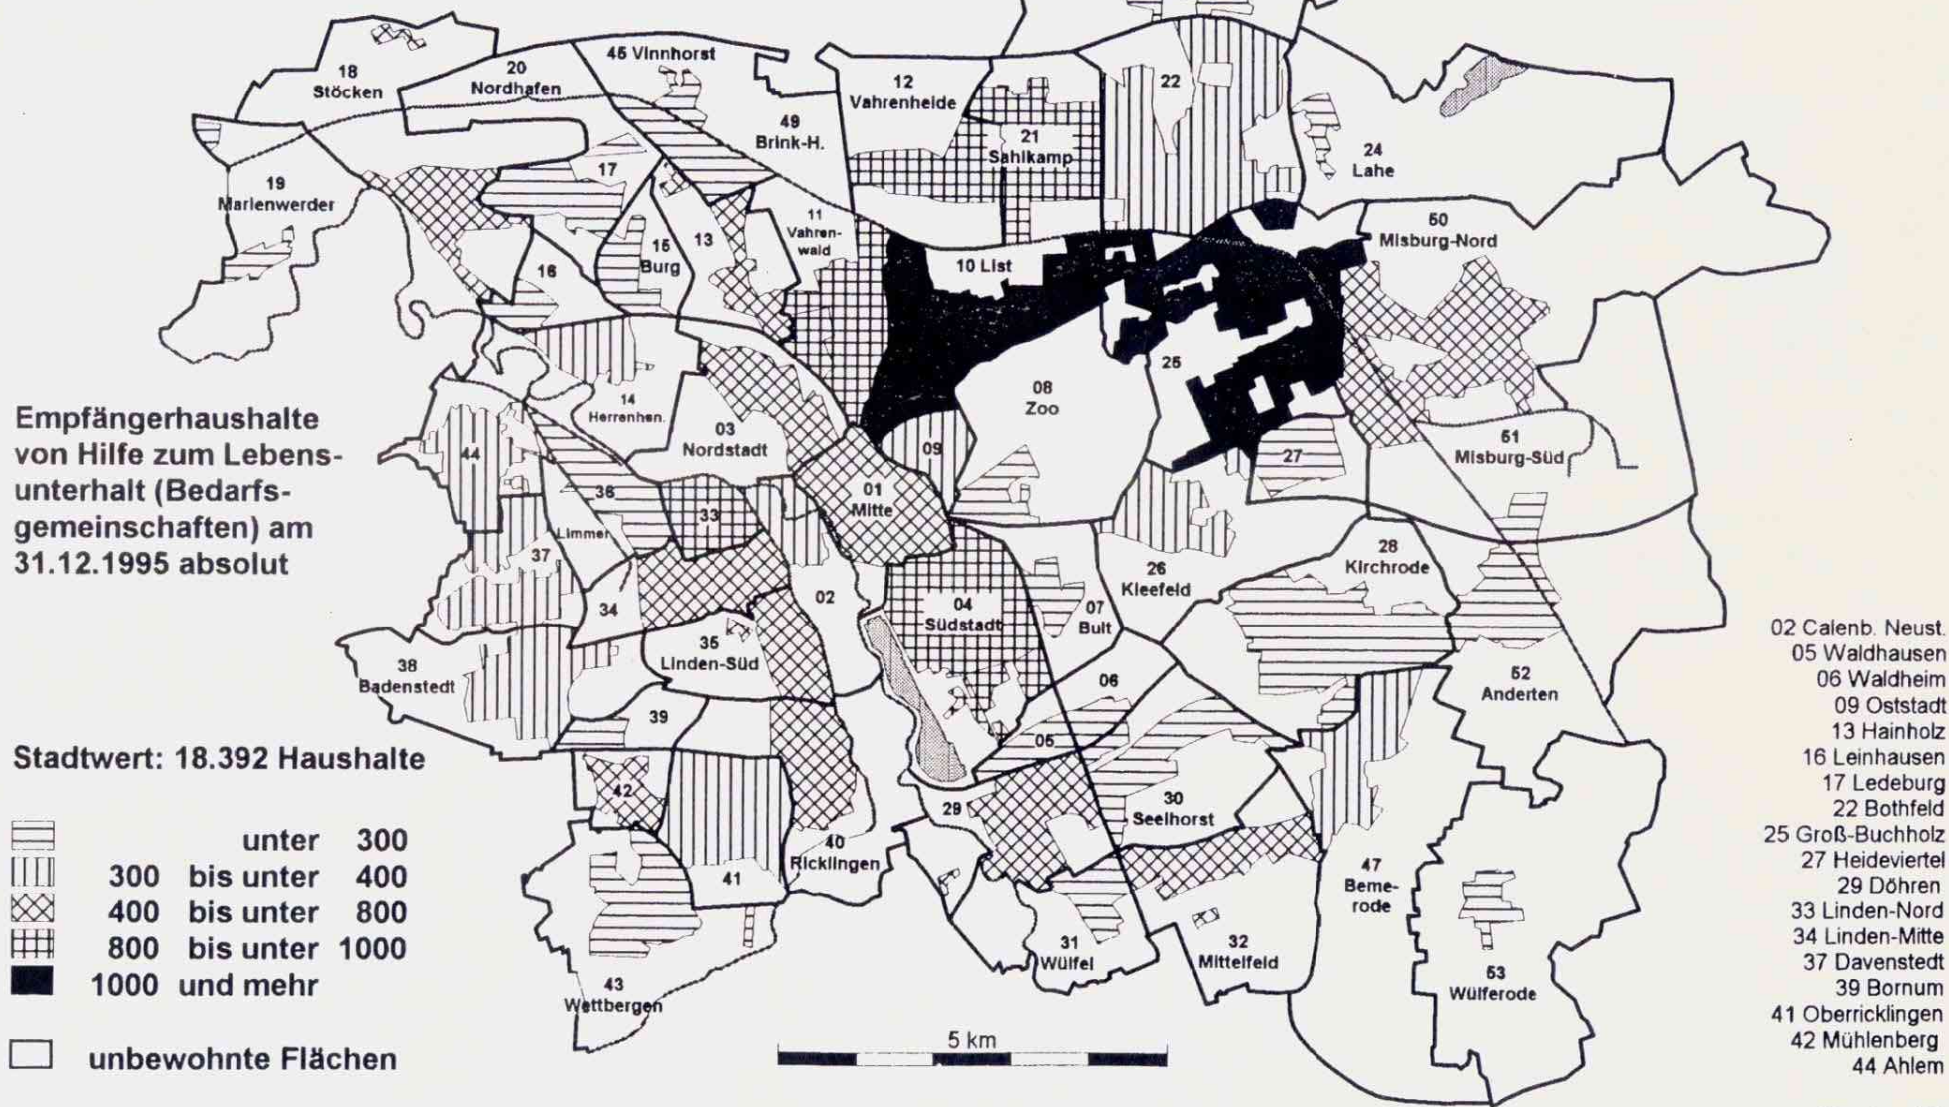 45 Vinnhorst
18
Stöcken
20
Nordhafen
12
Vahrenheide
22
49
Brink-H.
21
Sahlkamp
24
Lahe
17
19
Marienwerder
11
Vahren-
wald
50
Misburg-Nord
15
Burg
13
16
10 List
25
08
Zoo
14
Herrenhsn.
03
Nordstadt
09
51
Misburg-Süd
44
27
36
01
Mitte
33
Limmer
37
28
Kirchrode
26
Kleefeld
34
02
04
Südstadt
07
Bult
35
Linden-Süd
38
Badenstedt
06
52
Anderten
39
05
42
29
30
Seelhorst
40
Ricklingen
41
47
Beme-
rode
31
Wülfel
32
Mittelfeld
43
Wettbergen
53
Wülferode
Empfängerhaushalte
von Hilfe zum Lebens-
unterhalt (Bedarfs-
gemeinschaften) am
31.12.1995 absolut
Stadtwert: 18.392 Haushalte
unter 300
300 bis unter 400
400 bis unter 800
800 bis unter 1000
1000 und mehr
unbewohnte Flächen
5 km
02 Calenb. Neust.
05 Waldhausen
06 Waldheim
09 Oststadt
13 Hainholz
16 Leinhausen
17 Ledeburg
22 Bothfeld
25 Groß-Buchholz
27 Heideviertel
29 Döhren
33 Linden-Nord
34 Linden-Mitte
37 Davenstedt
39 Bornum
41 Oberricklingen
42 Mühlenberg
44 Ahlem